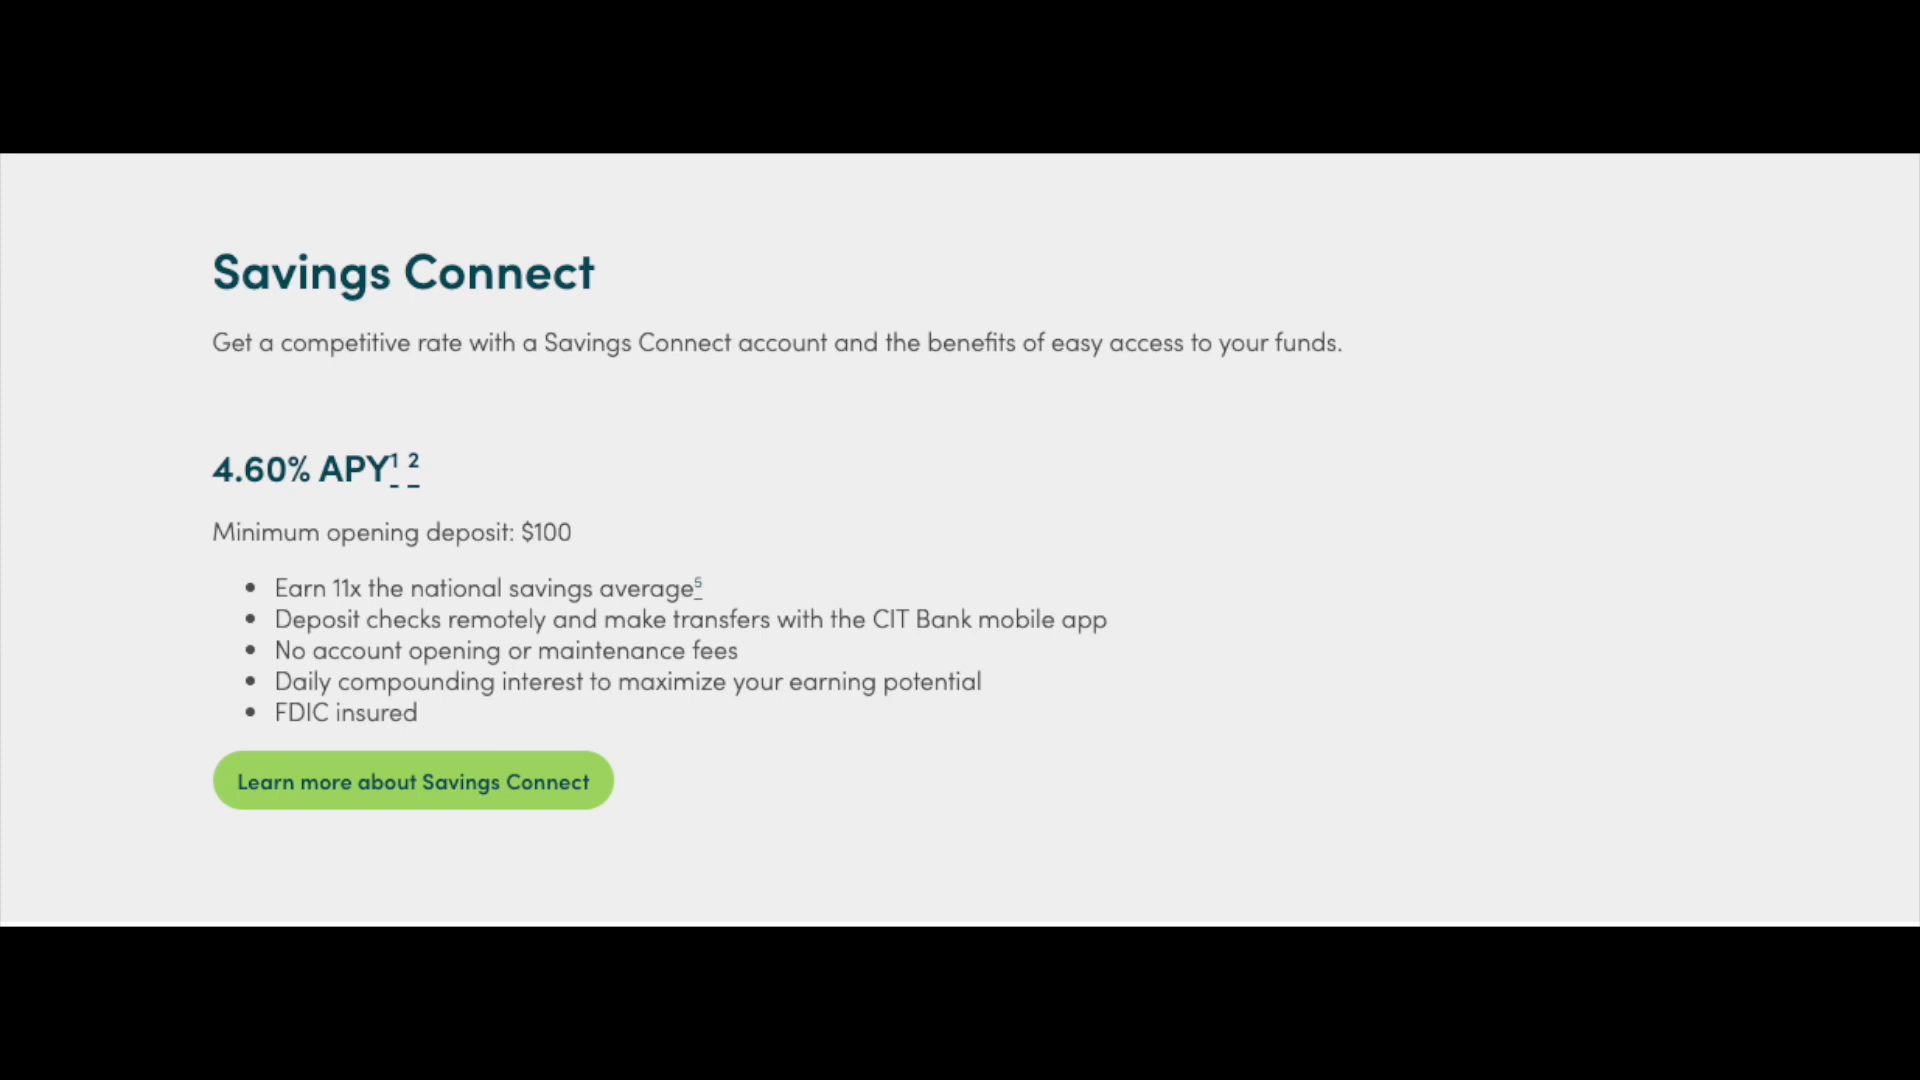 Savings Connect
Get a competitive rate with a Savings Connect account and the benefits of easy access to your funds.
4.60% APY1 2
Minimum opening deposit: $100
• Earn 11x the national savings average5
• Deposit checks remotely and make transfers with the CIT Bank mobile app
• No account opening or maintenance fees
• Daily compounding interest to maximize your earning potential
• FDIC insured
Learn more about Savings Connect